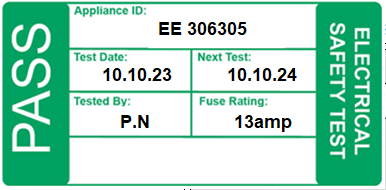 PASS
Appliance ID:
EE 306305
Test Date:
10.10.23
Next Test:
10.10.24
Tested By:
P.N
Fuse Rating:
13amp
ELECTRICAL
SAFETY TEST